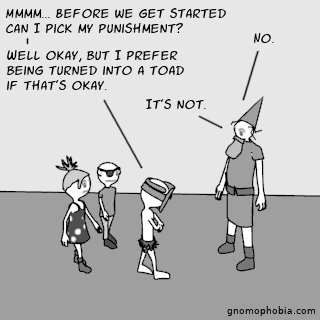 MMMM... BEFORE WE GET STARTED
CAN I PICK MY PUNISHMENT?
NO.
WELL OKAY, BUT I PREFER
BEING TURNED INTO A TOAD
IF THAT'S OKAY.
IT'S NOT.
gnomophobia.com